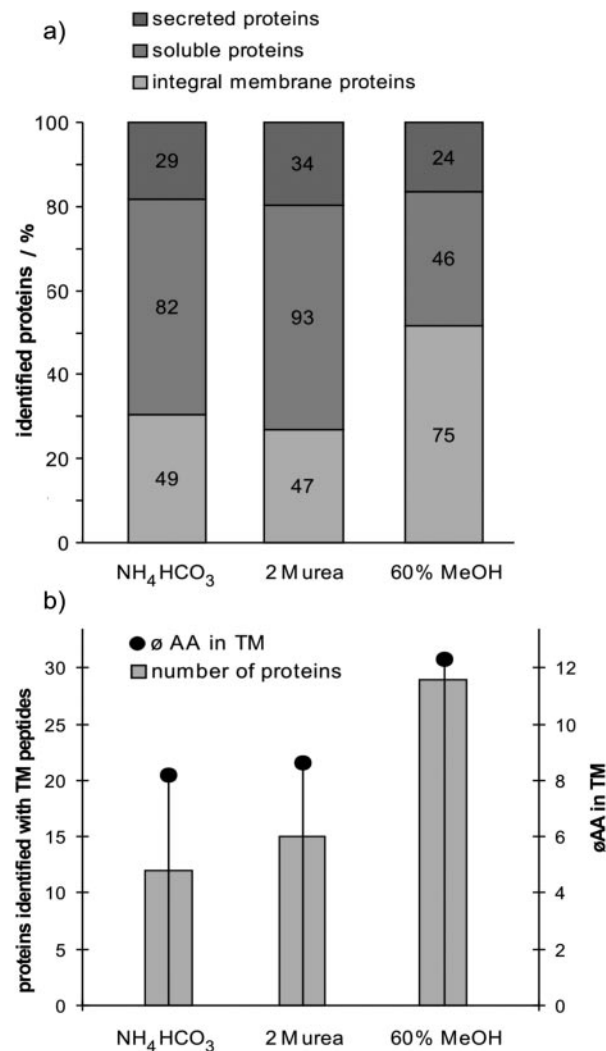 a)
secreted proteins
soluble proteins
integral membrane proteins
identified proteins / %
100
80
60
40
20
0
29
34
24
82
93
46
49
47
75
NH₄HCO₃
2 M urea
60% MeOH
b)
ø AA in TM
number of proteins
proteins identified with TM peptides
30
25
20
15
10
5
0
øAA in TM
12
10
8
6
4
2
0
NH₄HCO₃
2 M urea
60% MeOH